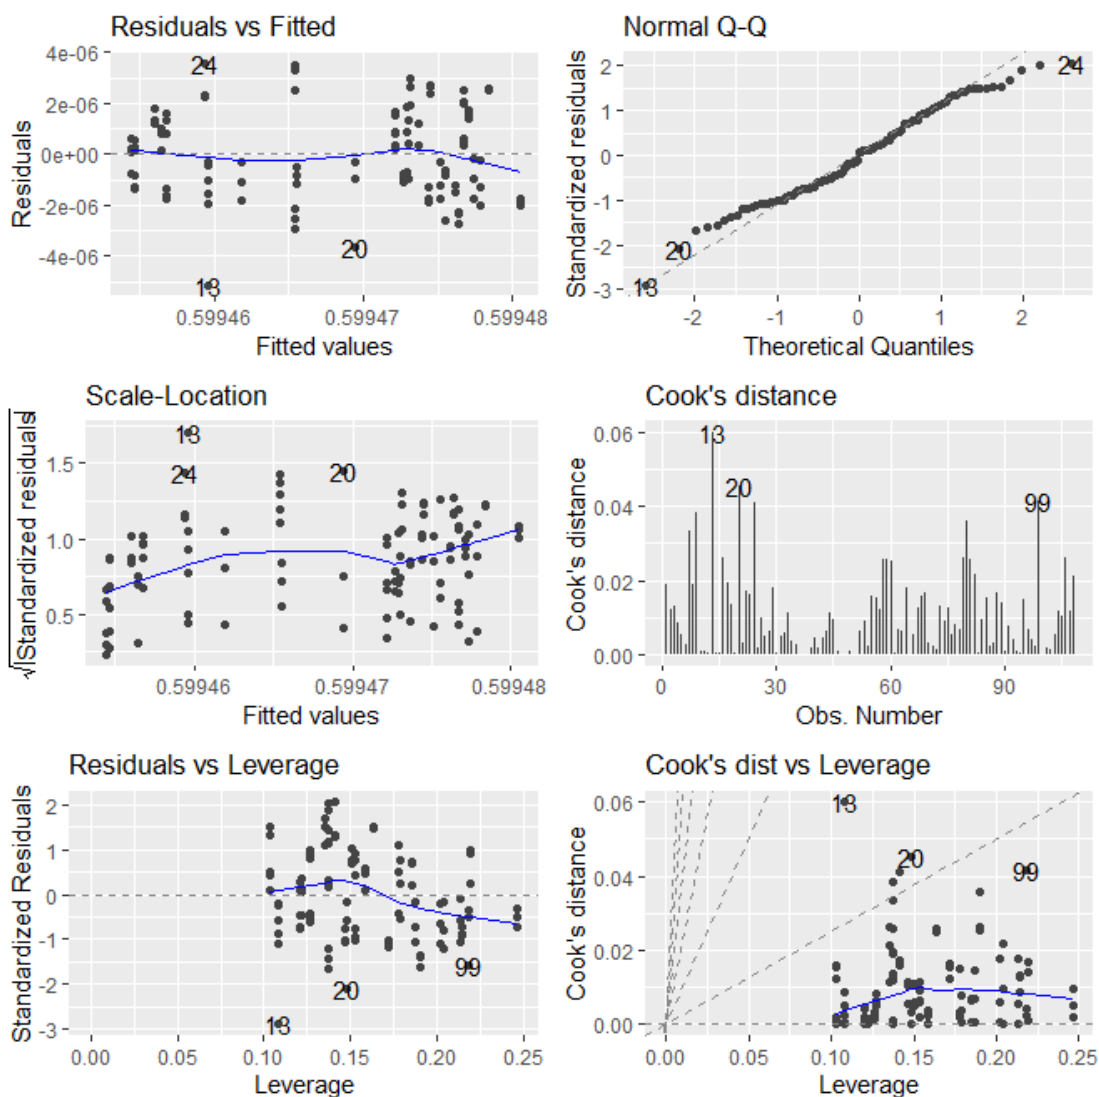 Residuals vs Fitted
Residuals
4e-06
2e-06
0e+00
-2e-06
-4e-06
24
20
13
0.59946
0.59947
0.59948
Fitted values
Normal Q-Q
Standardized residuals
2
1
0
-1
-2
-3
24
20
13
-2
-1
0
1
2
Theoretical Quantiles
Scale-Location
√|Standardized residuals|
1.5
1.0
0.5
13
24
20
0.59946
0.59947
0.59948
Fitted values
Cook's distance
Cook's distance
0.06
0.04
0.02
0.00
13
20
99
0
30
60
90
Obs. Number
Residuals vs Leverage
Standardized Residuals
2
1
0
-1
-2
-3
99
20
13
0.00
0.05
0.10
0.15
0.20
0.25
Leverage
Cook's dist vs Leverage
Cook's distance
0.06
0.04
0.02
0.00
13
20
99
0.00
0.05
0.10
0.15
0.20
0.25
Leverage